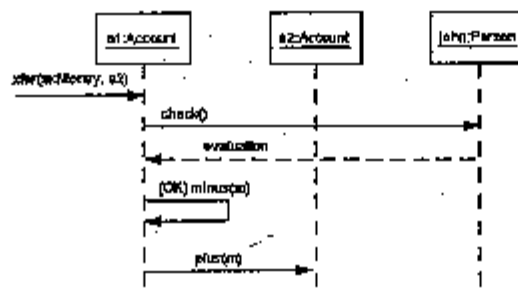 a1:Account
a2:Account
john:Person
check()
evaluation
[OK] minus(m)
plus(m)